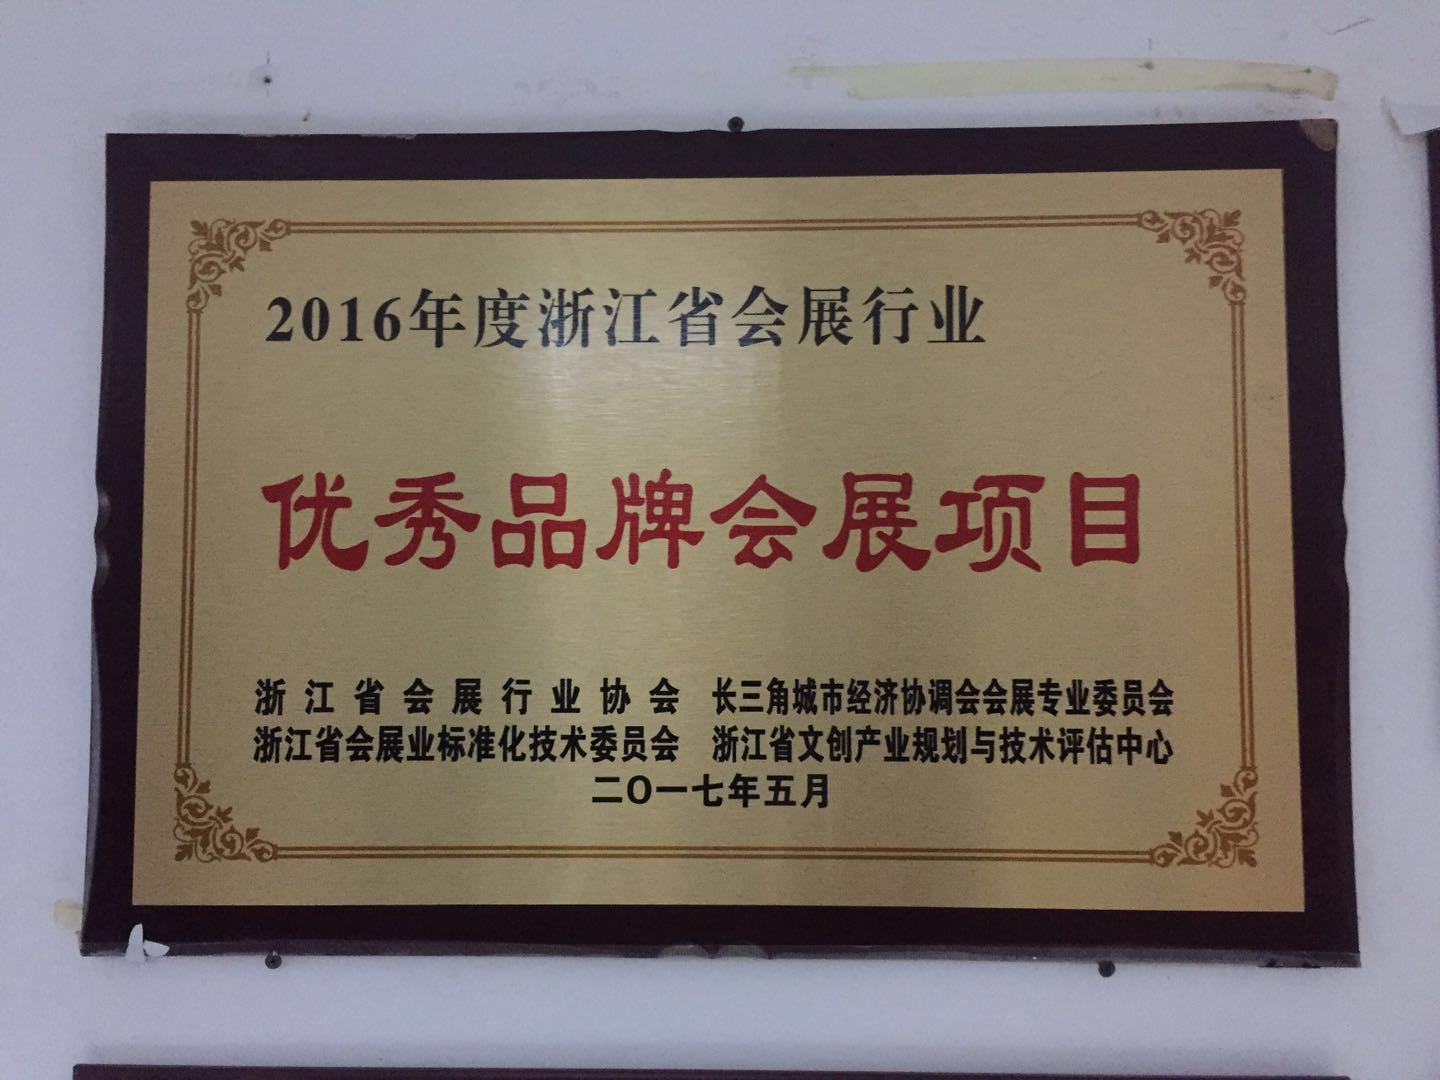 2016年度浙江省会展行业
优秀品牌会展项目
浙江省会展行业协会 长三角城市经济协调会会展专业委员会
浙江省会展业标准化技术委员会 浙江省文创产业规划与技术评估中心
二〇一七年五月